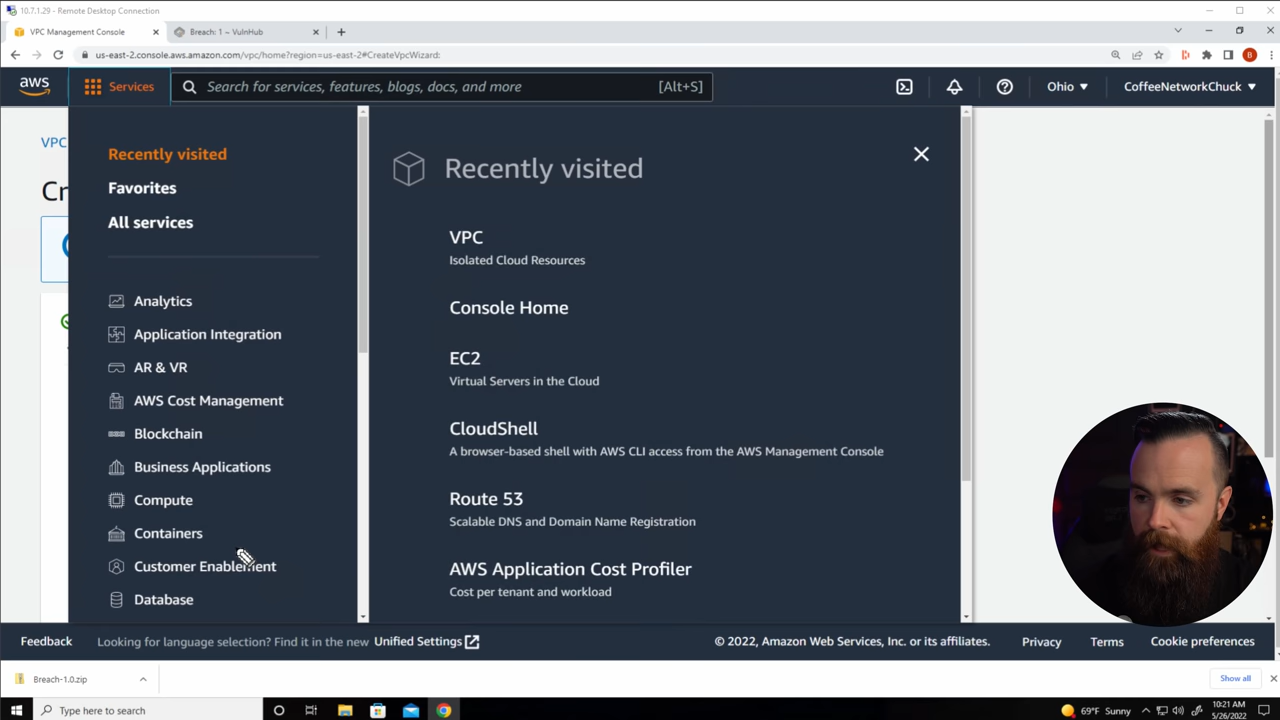 10.7.1.29 - Remote Desktop Connection
VPC Management Console
Breach: 1 ~ VulnHub
us-east-2.console.aws.amazon.com/vpc/home?region=us-east-2#CreateVpcWizard:
B
aws
Services
Search for services, features, blogs, docs, and more
[Alt+S]
Ohio
CoffeeNetworkChuck
VPC
Cr
Recently visited
Favorites
All services
Analytics
Application Integration
AR & VR
AWS Cost Management
Blockchain
Business Applications
Compute
Containers
Customer Enablement
Database
Recently visited
VPC
Isolated Cloud Resources
Console Home
EC2
Virtual Servers in the Cloud
CloudShell
A browser-based shell with AWS CLI access from the AWS Management Console
Route 53
Scalable DNS and Domain Name Registration
AWS Application Cost Profiler
Cost per tenant and workload
Feedback
Looking for language selection? Find it in the new Unified Settings
© 2022, Amazon Web Services, Inc. or its affiliates.
Privacy
Terms
Cookie preferences
Breach-1.0.zip
Show all
Type here to search
69°F Sunny
10:21 AM
5/26/2022